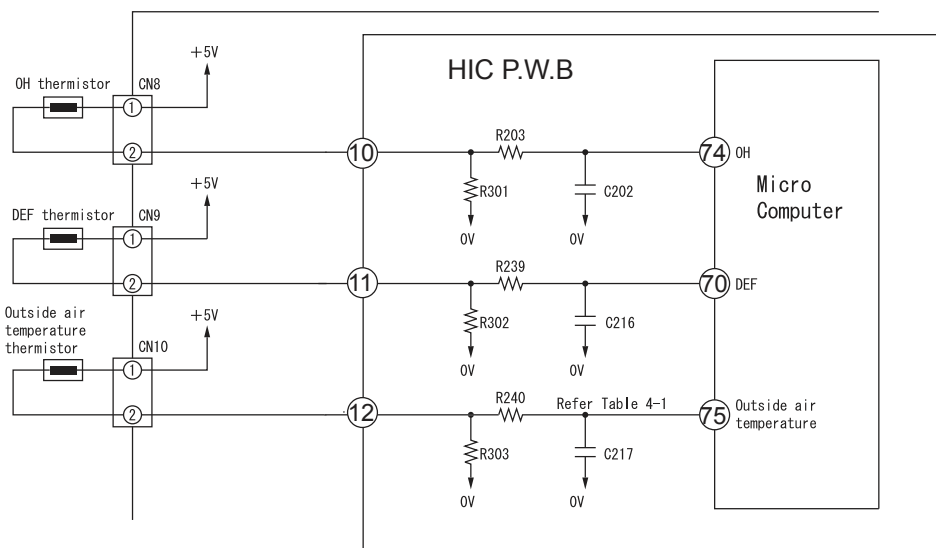 HIC P.W.B
+5V
OH thermistor
CN8
1
2
10
R203
R301
C202
0V
0V
74 OH
Micro
Computer
+5V
DEF thermistor
CN9
1
2
11
R239
R302
C216
0V
0V
70 DEF
Outside air
temperature
thermistor
+5V
CN10
1
2
12
R240
Refer Table 4-1
R303
C217
0V
0V
75 Outside air
temperature